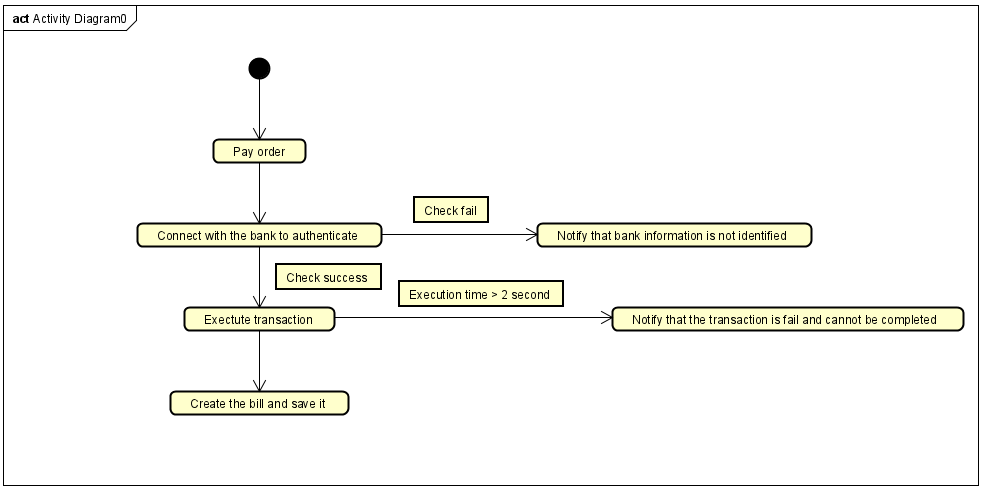 act Activity Diagram0
Pay order
Check fail
Connect with the bank to authenticate
Notify that bank information is not identified
Check success
Execution time > 2 second
Exectute transaction
Notify that the transaction is fail and cannot be completed
Create the bill and save it